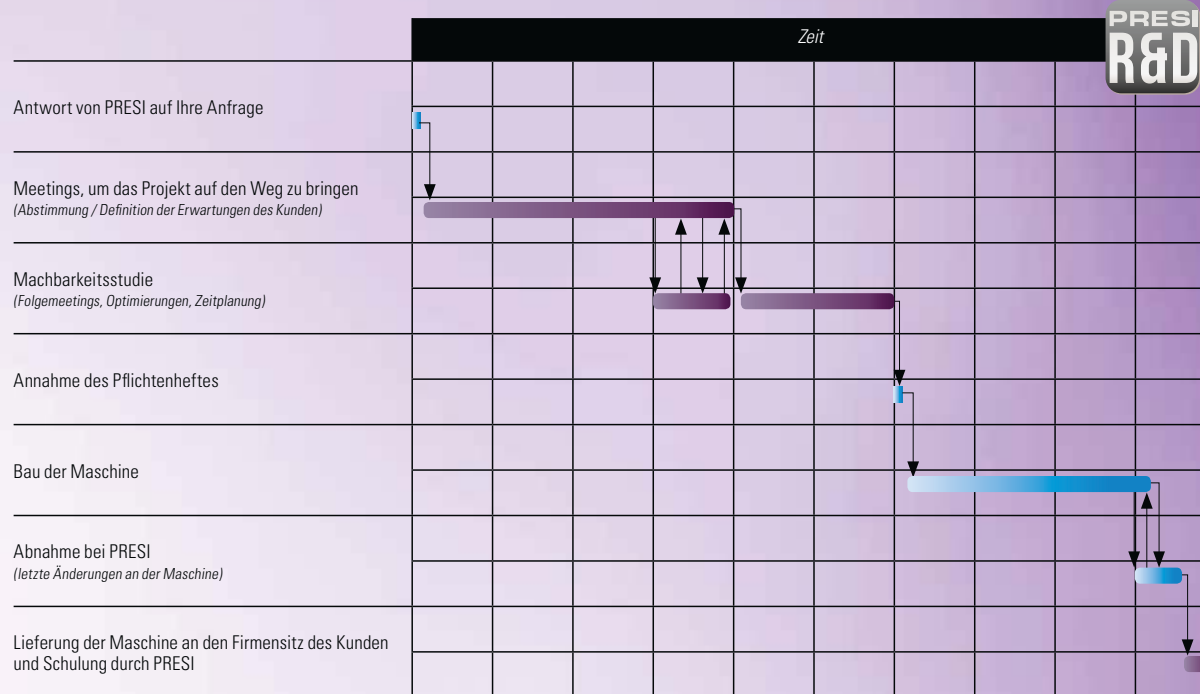 Zeit
PRESI
R&D
Antwort von PRESI auf Ihre Anfrage
Meetings, um das Projekt auf den Weg zu bringen
(Abstimmung / Definition der Erwartungen des Kunden)
Machbarkeitsstudie
(Folgemeetings, Optimierungen, Zeitplanung)
Annahme des Pflichtenheftes
Bau der Maschine
Abnahme bei PRESI
(letzte Änderungen an der Maschine)
Lieferung der Maschine an den Firmensitz des Kunden
und Schulung durch PRESI